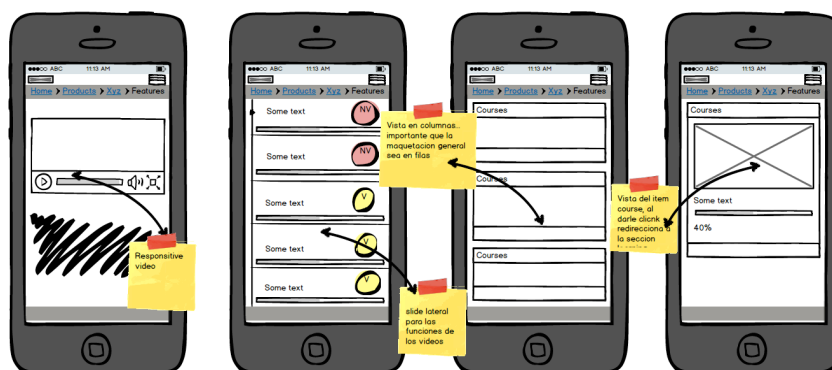 ABC 11:13 AM
Home > Products > Xyz > Features
Responsitive
video
ABC 11:13 AM
Home > Products > Xyz > Features
Some text
NV
Some text
NV
Some text
V
Some text
V
Some text
V
Vista en columnas...
importante que la
maquetacion general
sea en filas
slide lateral
para las
funciones de
los videos
ABC 11:13 AM
Home > Products > Xyz > Features
Courses
Courses
Courses
Vista del item
course, al
darle clicnk
redirecciona a
la seccion
ABC 11:13 AM
Home > Products > Xyz > Features
Courses
Some text
40%